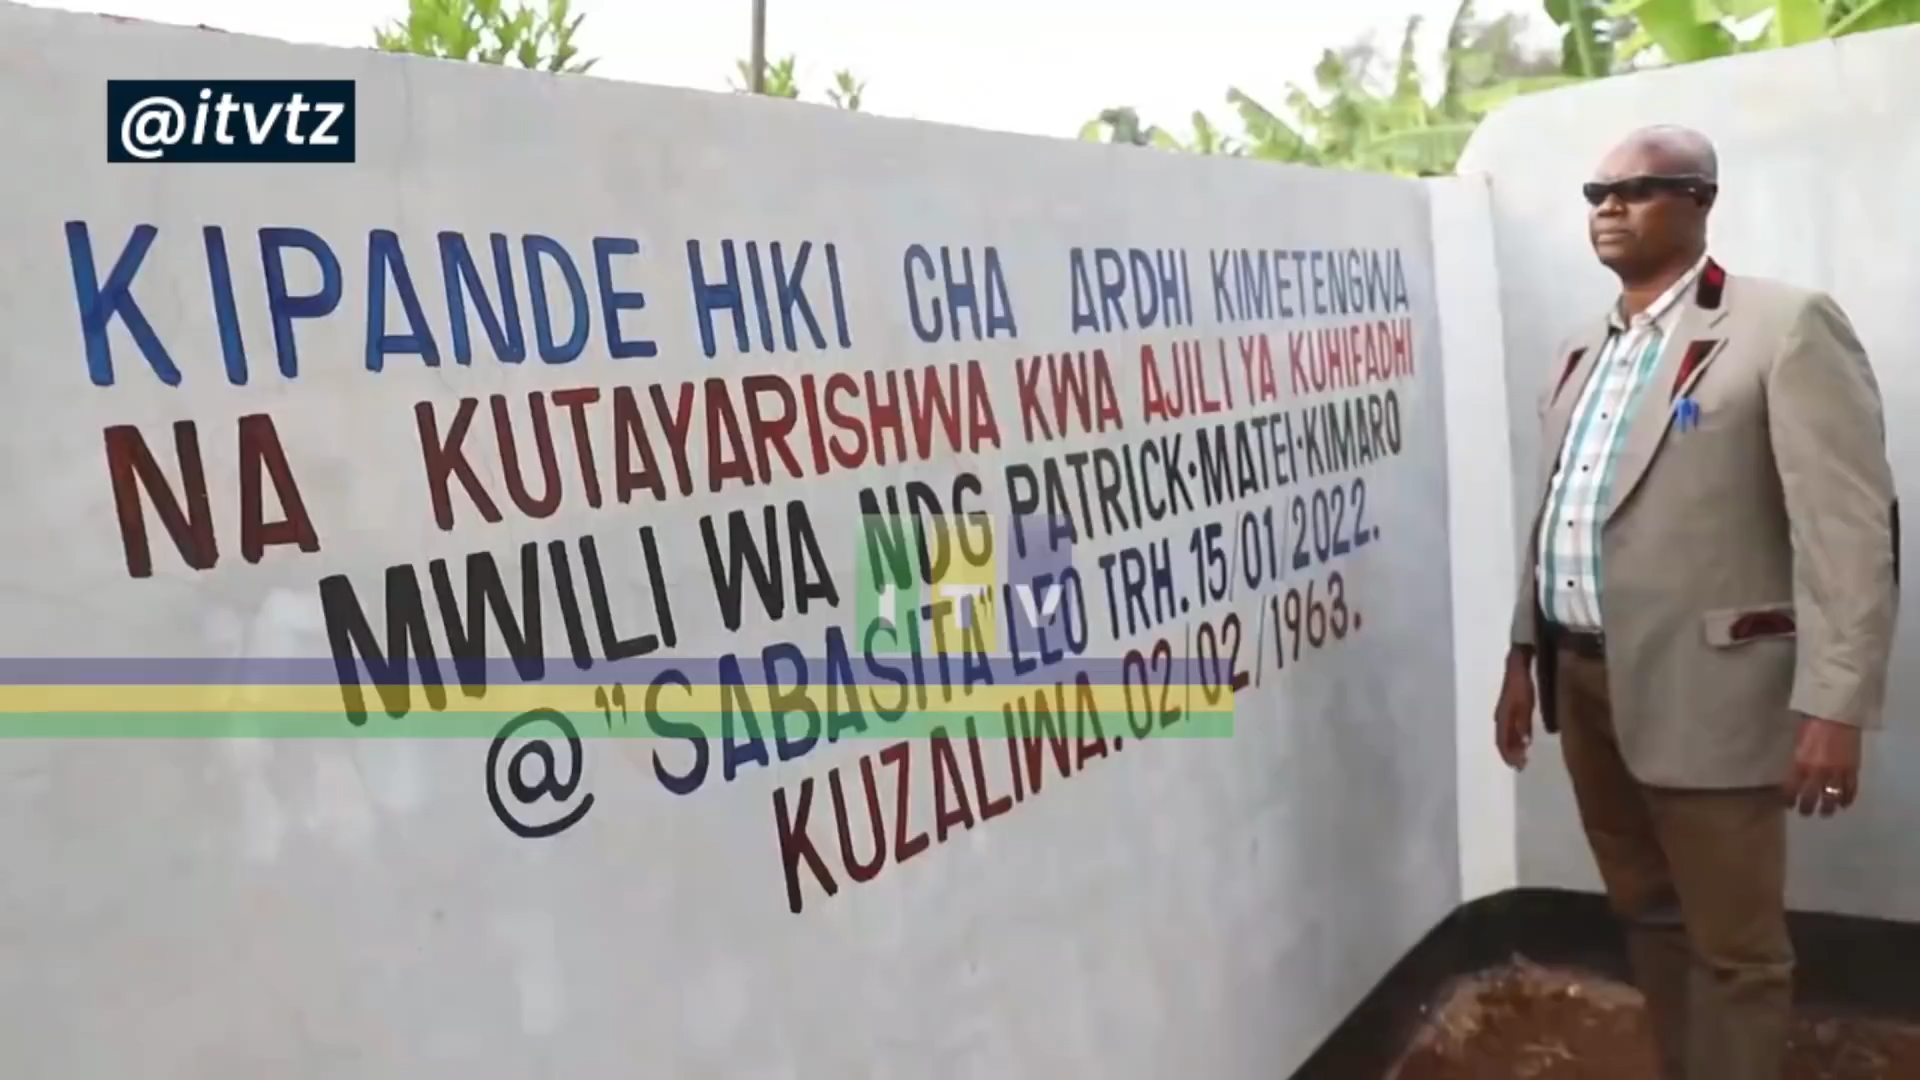 @itvtz
KIPANDE HIKI CHA ARDHI KIMETENGWA
NA KUTAYARISHWA KWA AJILI YA KUHIFADHI
MWILI WA NDG PATRICK•MATEI•KIMARO
@"SABASITA" LEO TRH. 15/01/2022.
KUZALIWA. 02/02/1963.
ITV